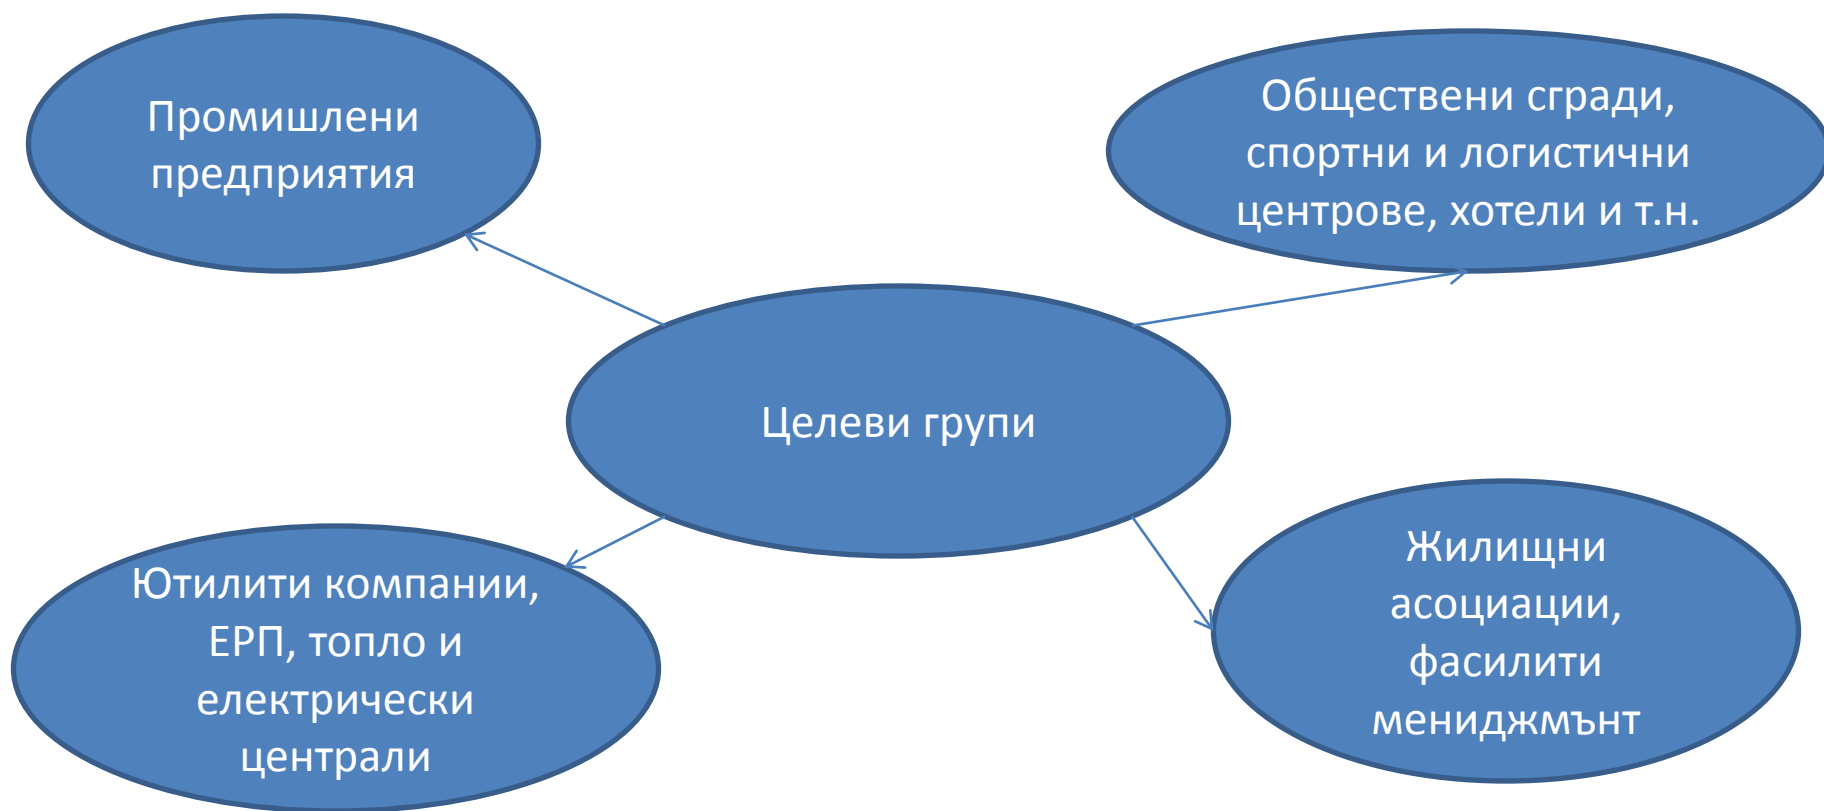 Промишлени
предприятия
Обществени сгради,
спортни и логистични
центрове, хотели и т.н.
Целеви групи
Ютилити компании,
ЕРП, топло и
електрически
централи
Жилищни
асоциации,
фасилити
мениджмънт